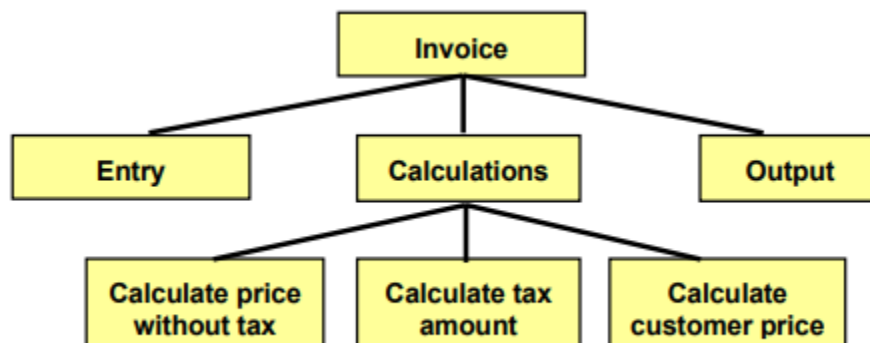 Invoice
Entry
Calculations
Output
Calculate price
without tax
Calculate tax
amount
Calculate
customer price